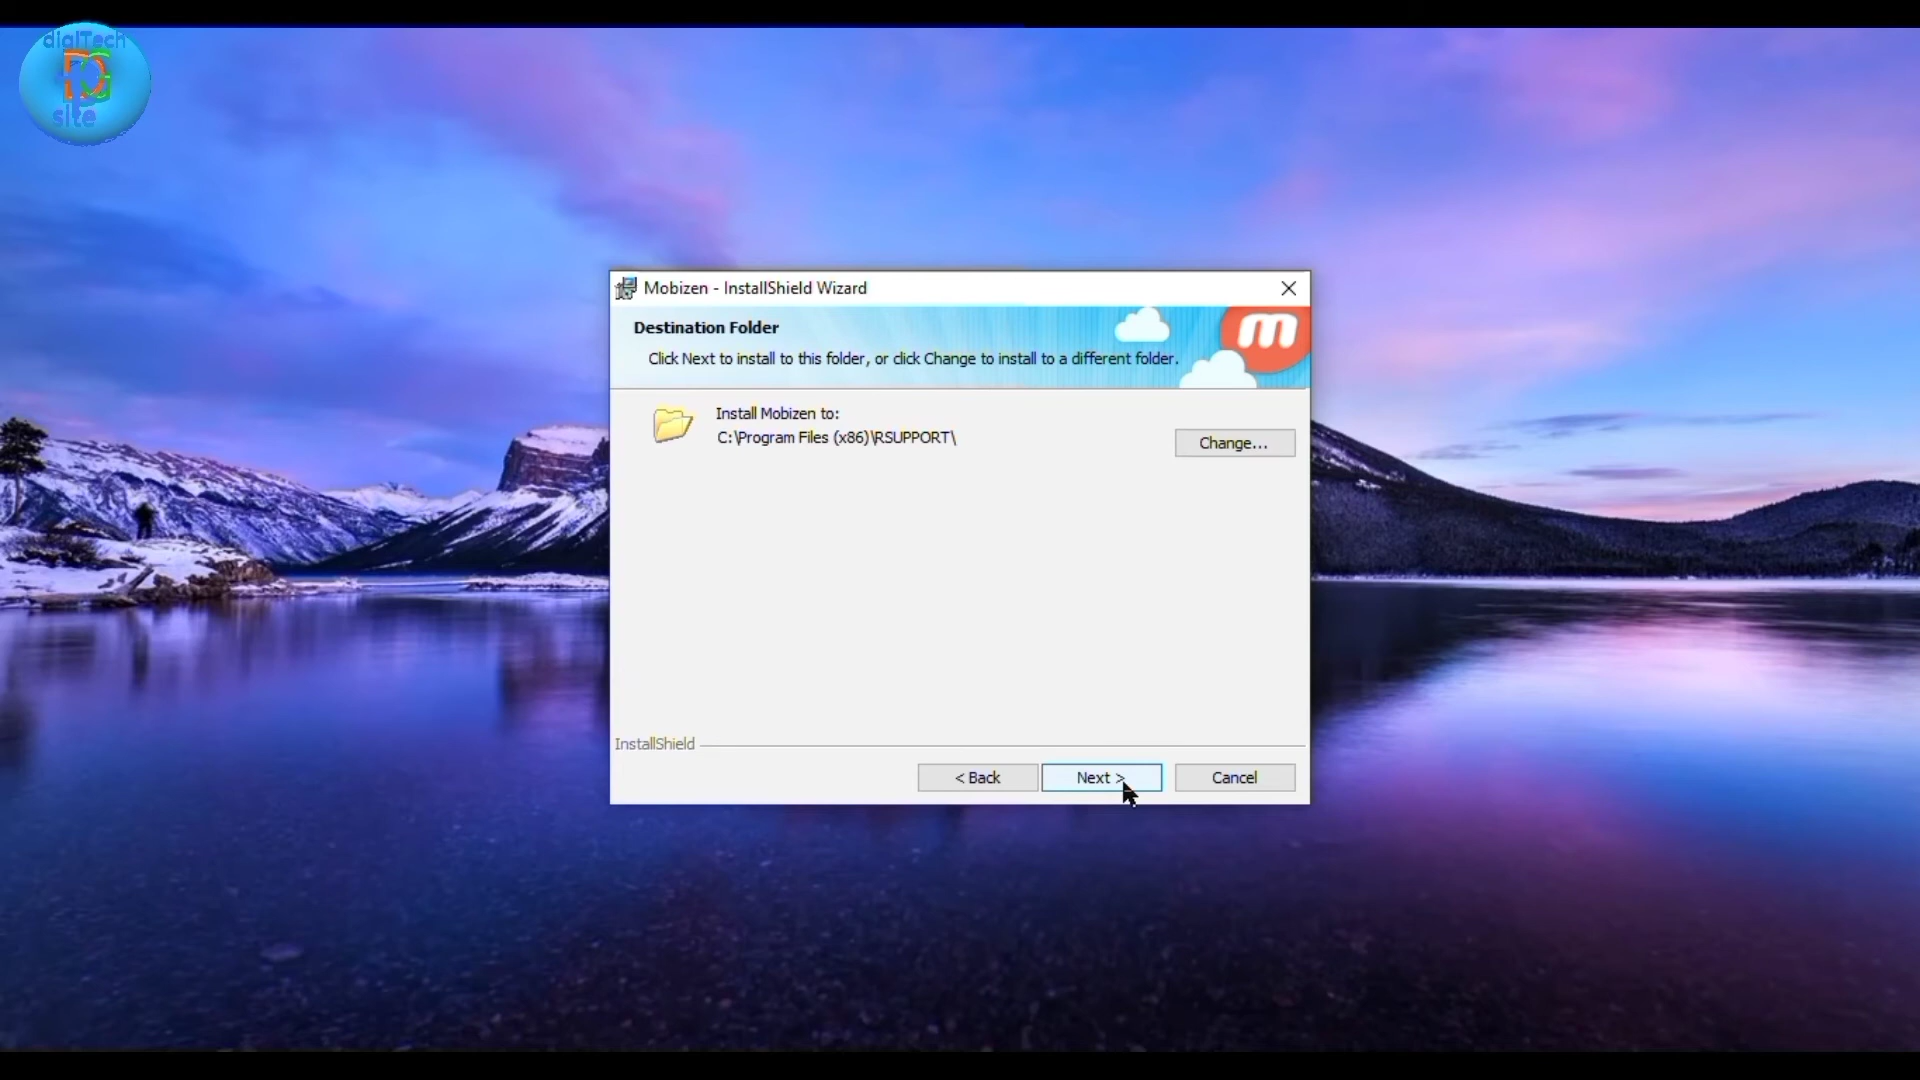 digiTech
site
Mobizen - InstallShield Wizard
Destination Folder
Click Next to install to this folder, or click Change to install to a different folder.
m
Install Mobizen to:
C:\Program Files (x86)\RSUPPORT\
Change...
InstallShield
< Back
Next >
Cancel